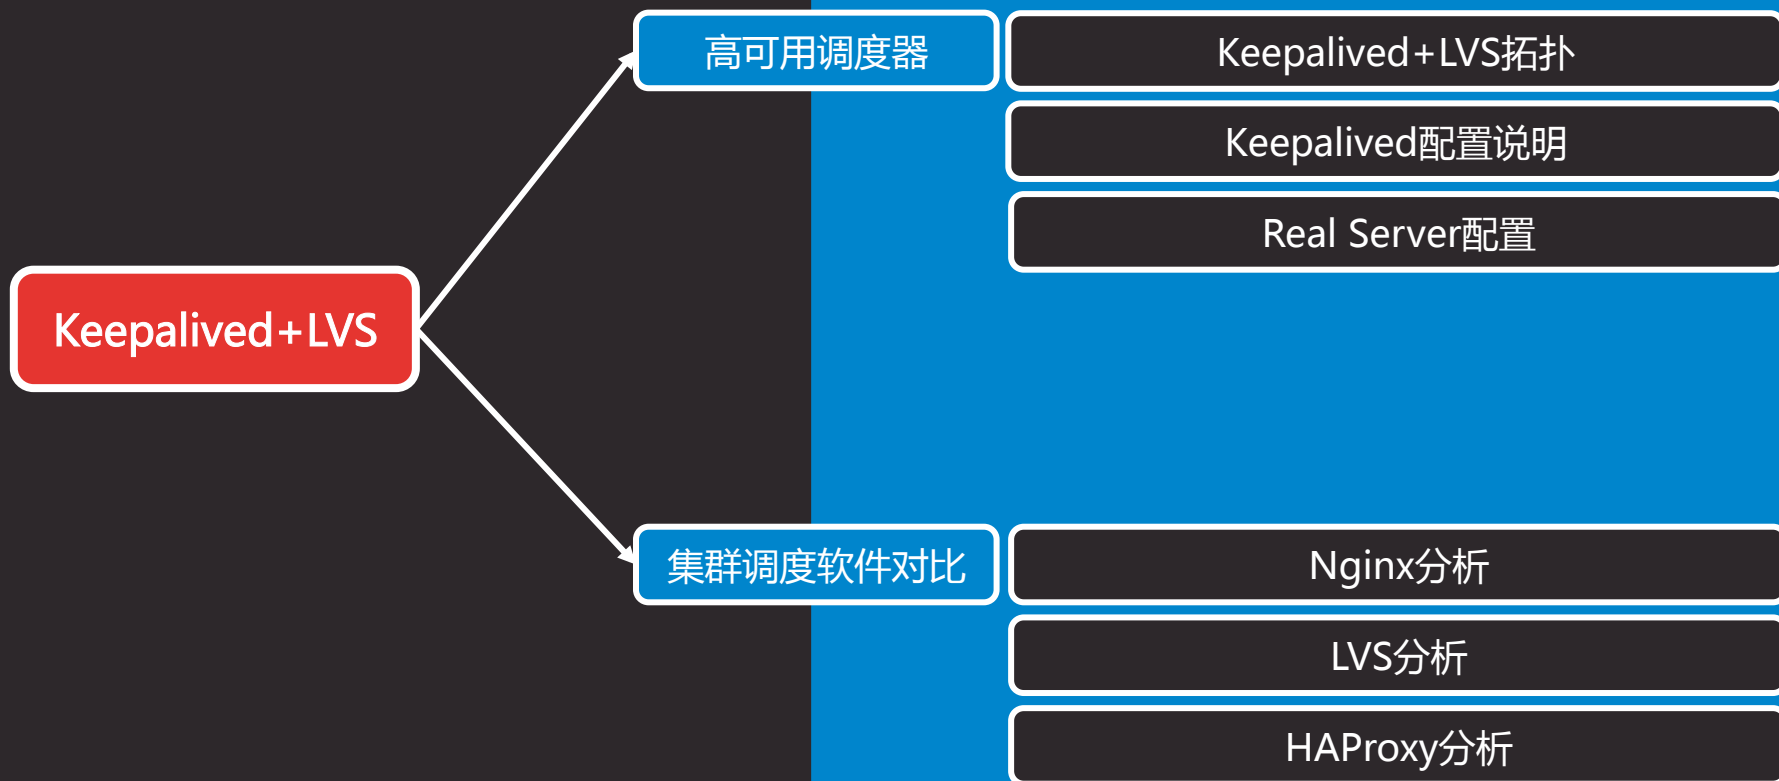 高可用调度器
Keepalived+LVS拓扑
Keepalived配置说明
Real Server配置
Keepalived+LVS
集群调度软件对比
Nginx分析
LVS分析
HAProxy分析